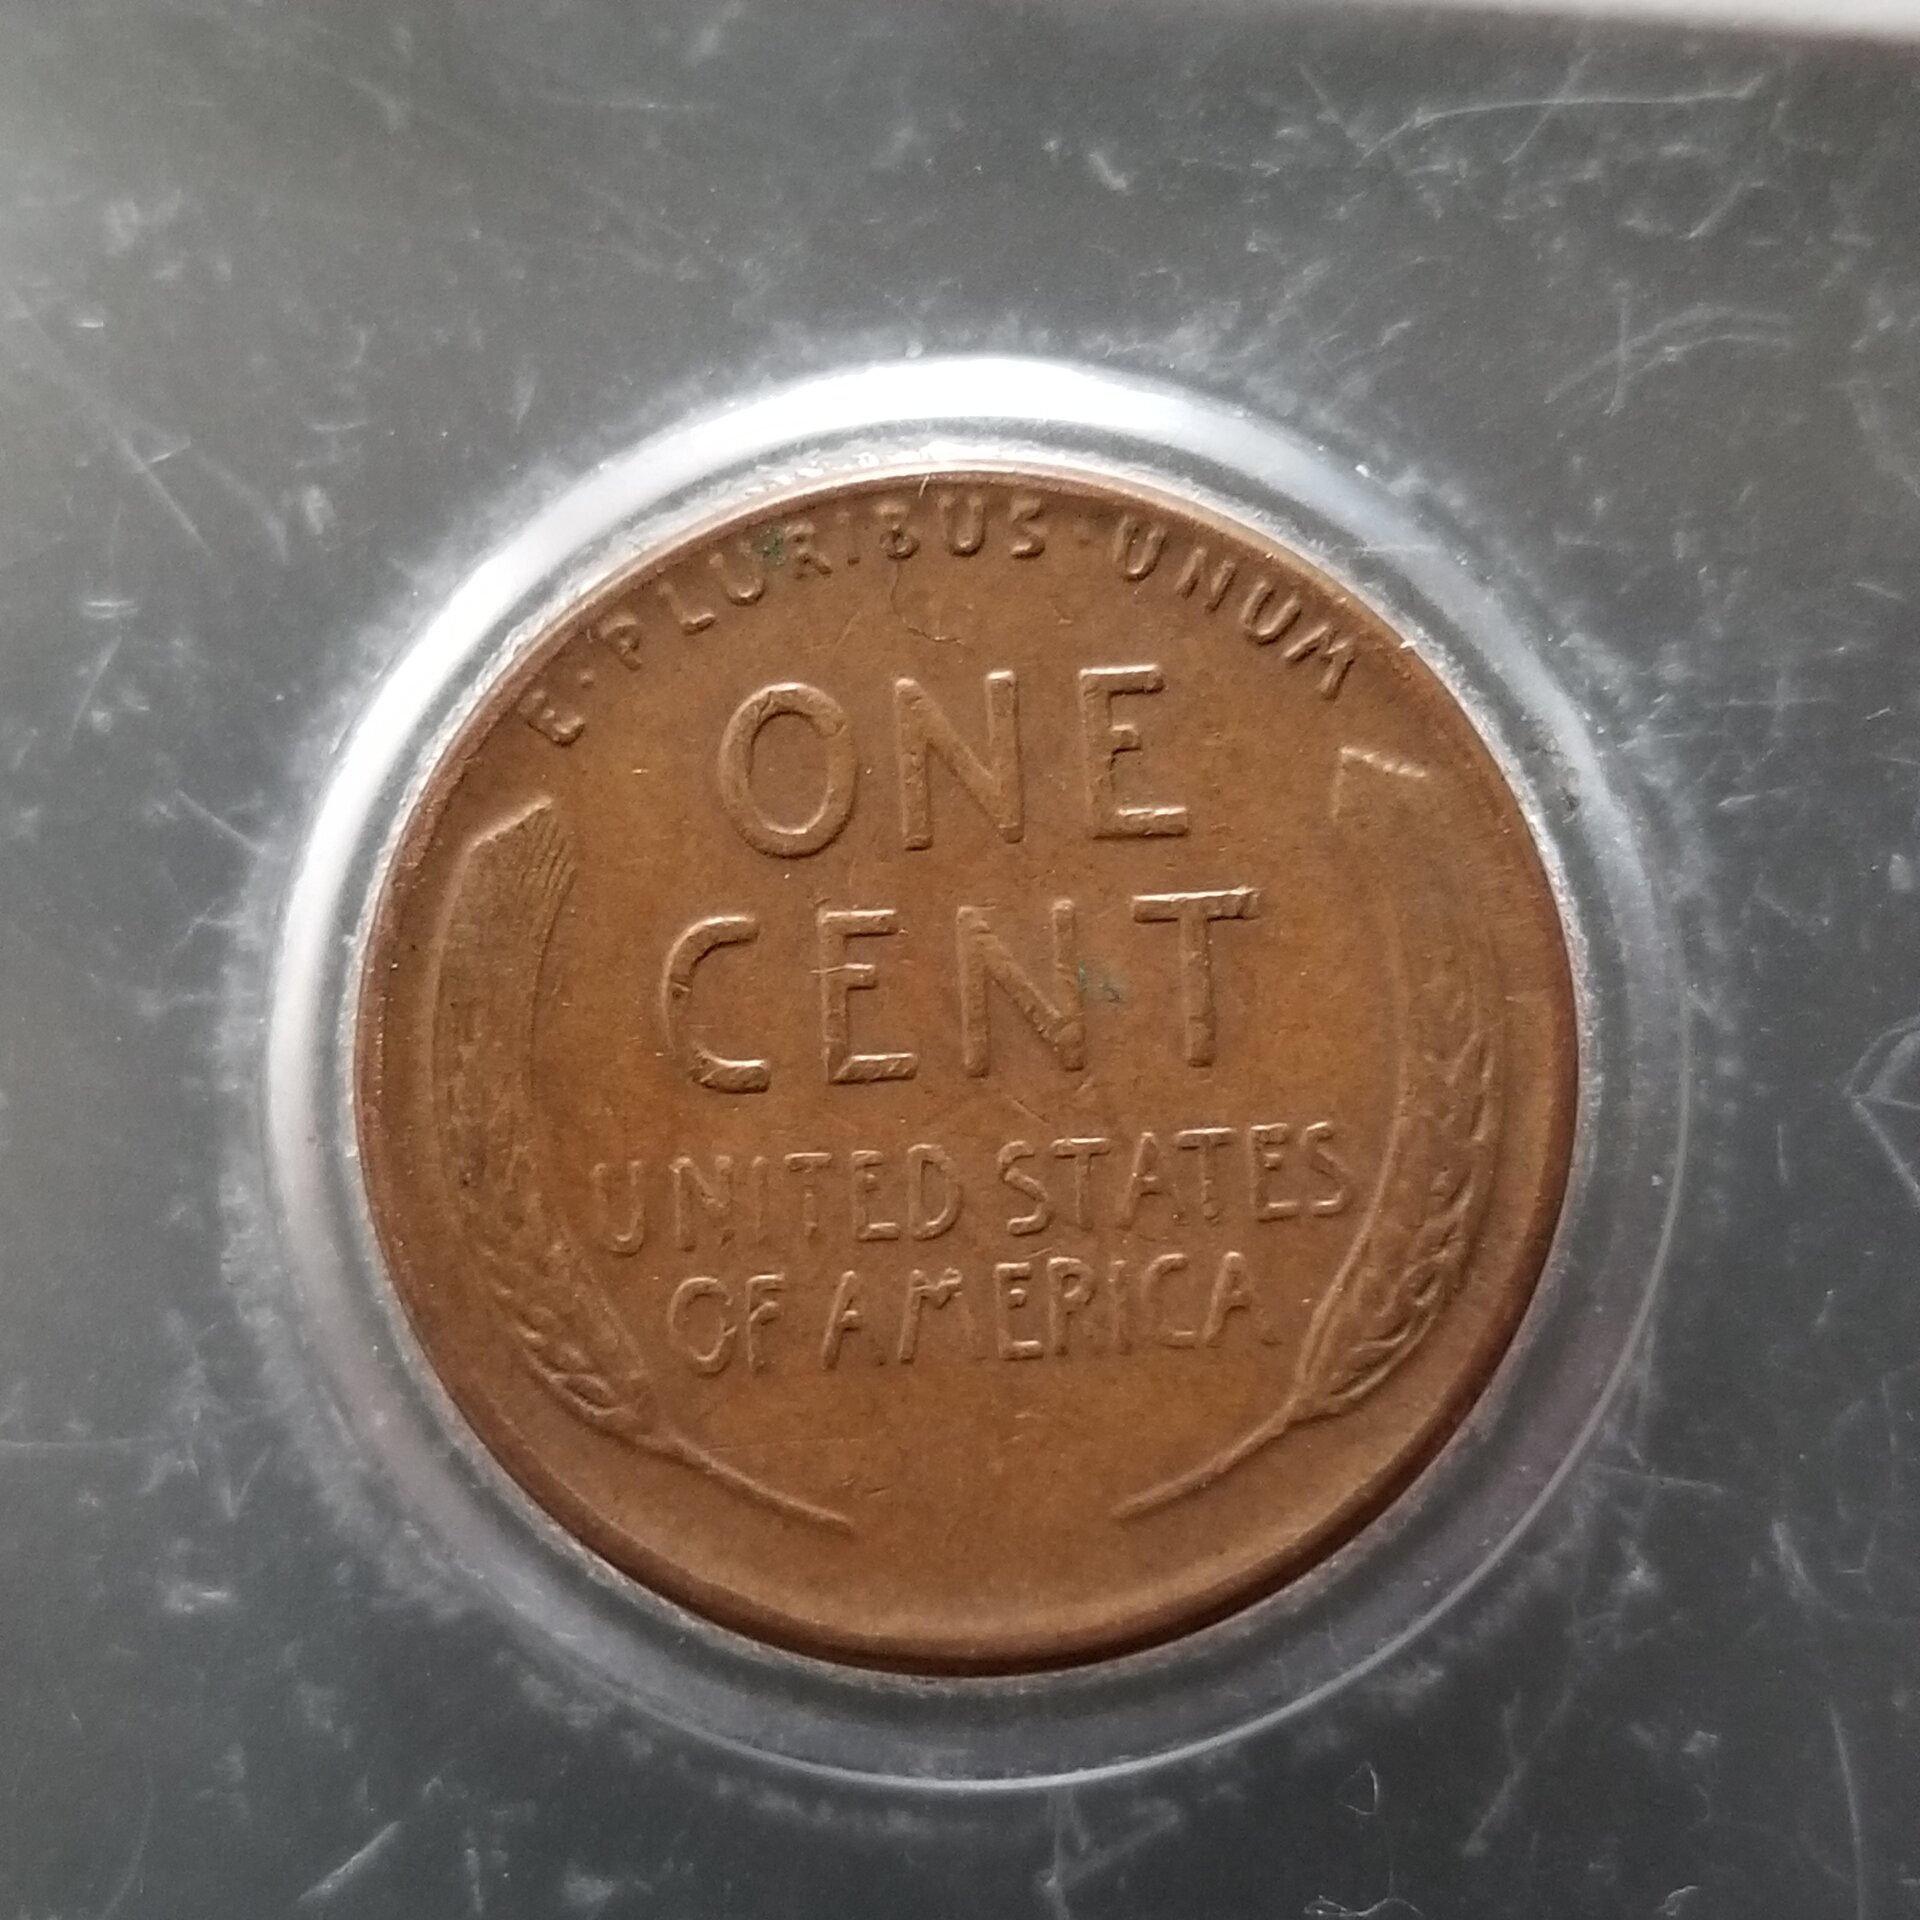 E·PLURIBUS·UNUM
ONE
CENT
UNITED STATES
OF AMERICA